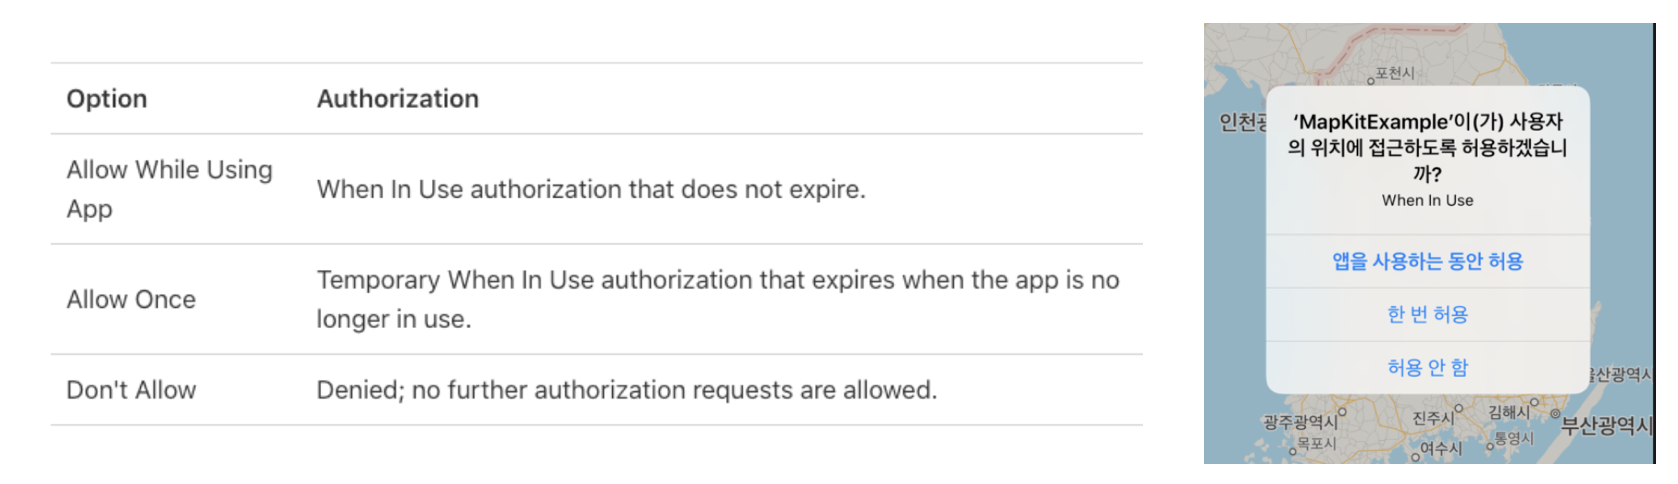 Option Authorization
Allow While Using
App
When In Use authorization that does not expire.
Allow Once
Temporary When In Use authorization that expires when the app is no
longer in use.
Don't Allow
Denied; no further authorization requests are allowed.
포천시
인천광
‘MapKitExample’이(가) 사용자
의 위치에 접근하도록 허용하겠습니
까?
When In Use
앱을 사용하는 동안 허용
한 번 허용
허용 안 함
울산광역시
광주광역시
진주시
김해시
부산광역시
목포시
여수시
통영시